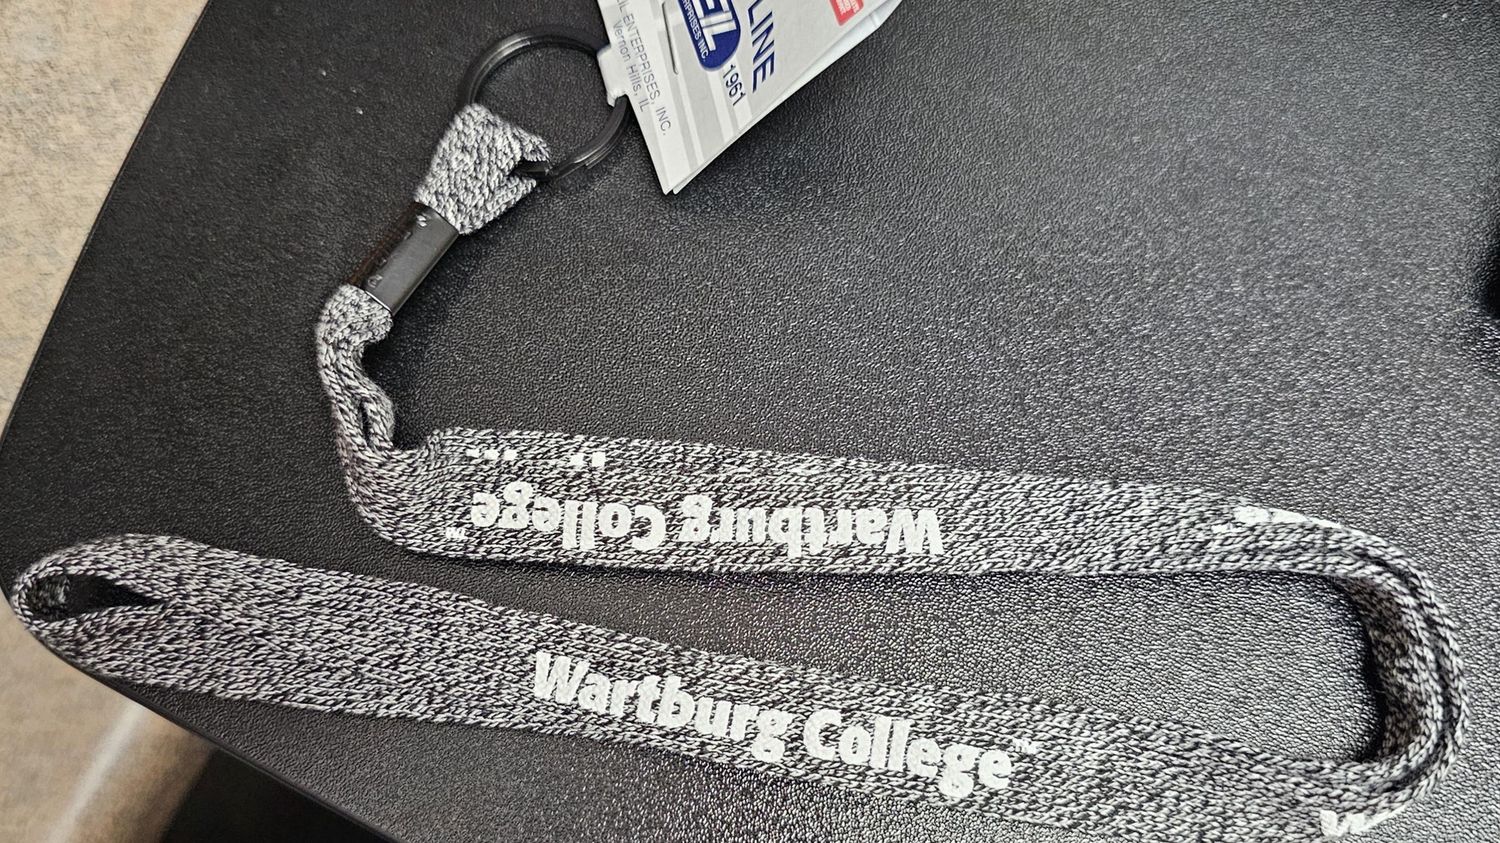 LINE
1961
ENTERPRISES, INC.
Vernon Hills, IL
Wartburg College™
Wartburg College™